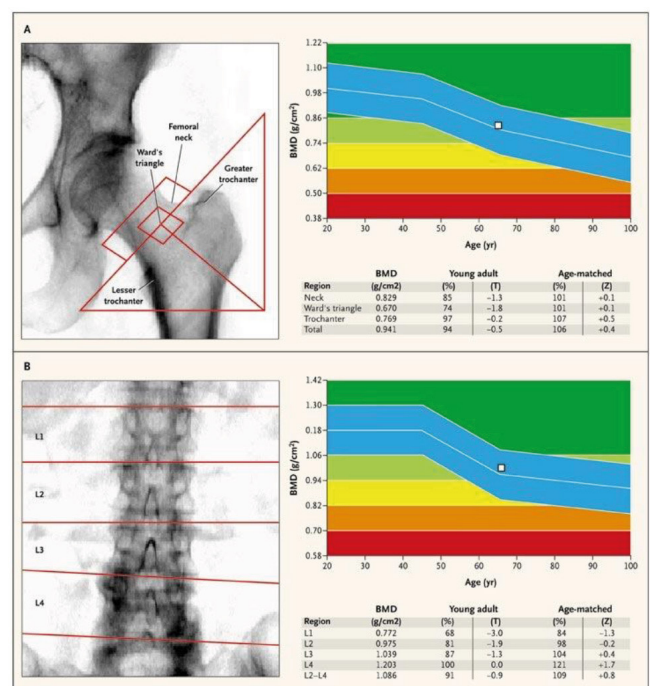 A
Femoral
neck
Ward's
triangle
Greater
trochanter
Lesser
trochanter
BMD (g/cm²)
1.22
1.10
0.98
0.86
0.74
0.62
0.50
0.38
20 30 40 50 60 70 80 90 100
Age (yr)
BMD Young adult Age-matched
Region (g/cm2) (%) (T) (%) (Z)
Neck 0.829 85 −1.3 101 +0.1
Ward's triangle 0.670 74 −1.8 101 +0.1
Trochanter 0.769 97 −0.2 107 +0.5
Total 0.941 94 −0.5 106 +0.4
B
L1
L2
L3
L4
BMD (g/cm²)
1.42
1.30
0.18
1.06
0.94
0.82
0.70
0.58
20 30 40 50 60 70 80 90 100
Age (yr)
BMD Young adult Age-matched
Region (g/cm2) (%) (T) (%) (Z)
L1 0.772 68 −3.0 84 −1.3
L2 0.975 81 −1.9 98 −0.2
L3 1.039 87 −1.3 104 +0.4
L4 1.203 100 0.0 121 +1.7
L2–L4 1.086 91 −0.9 109 +0.8